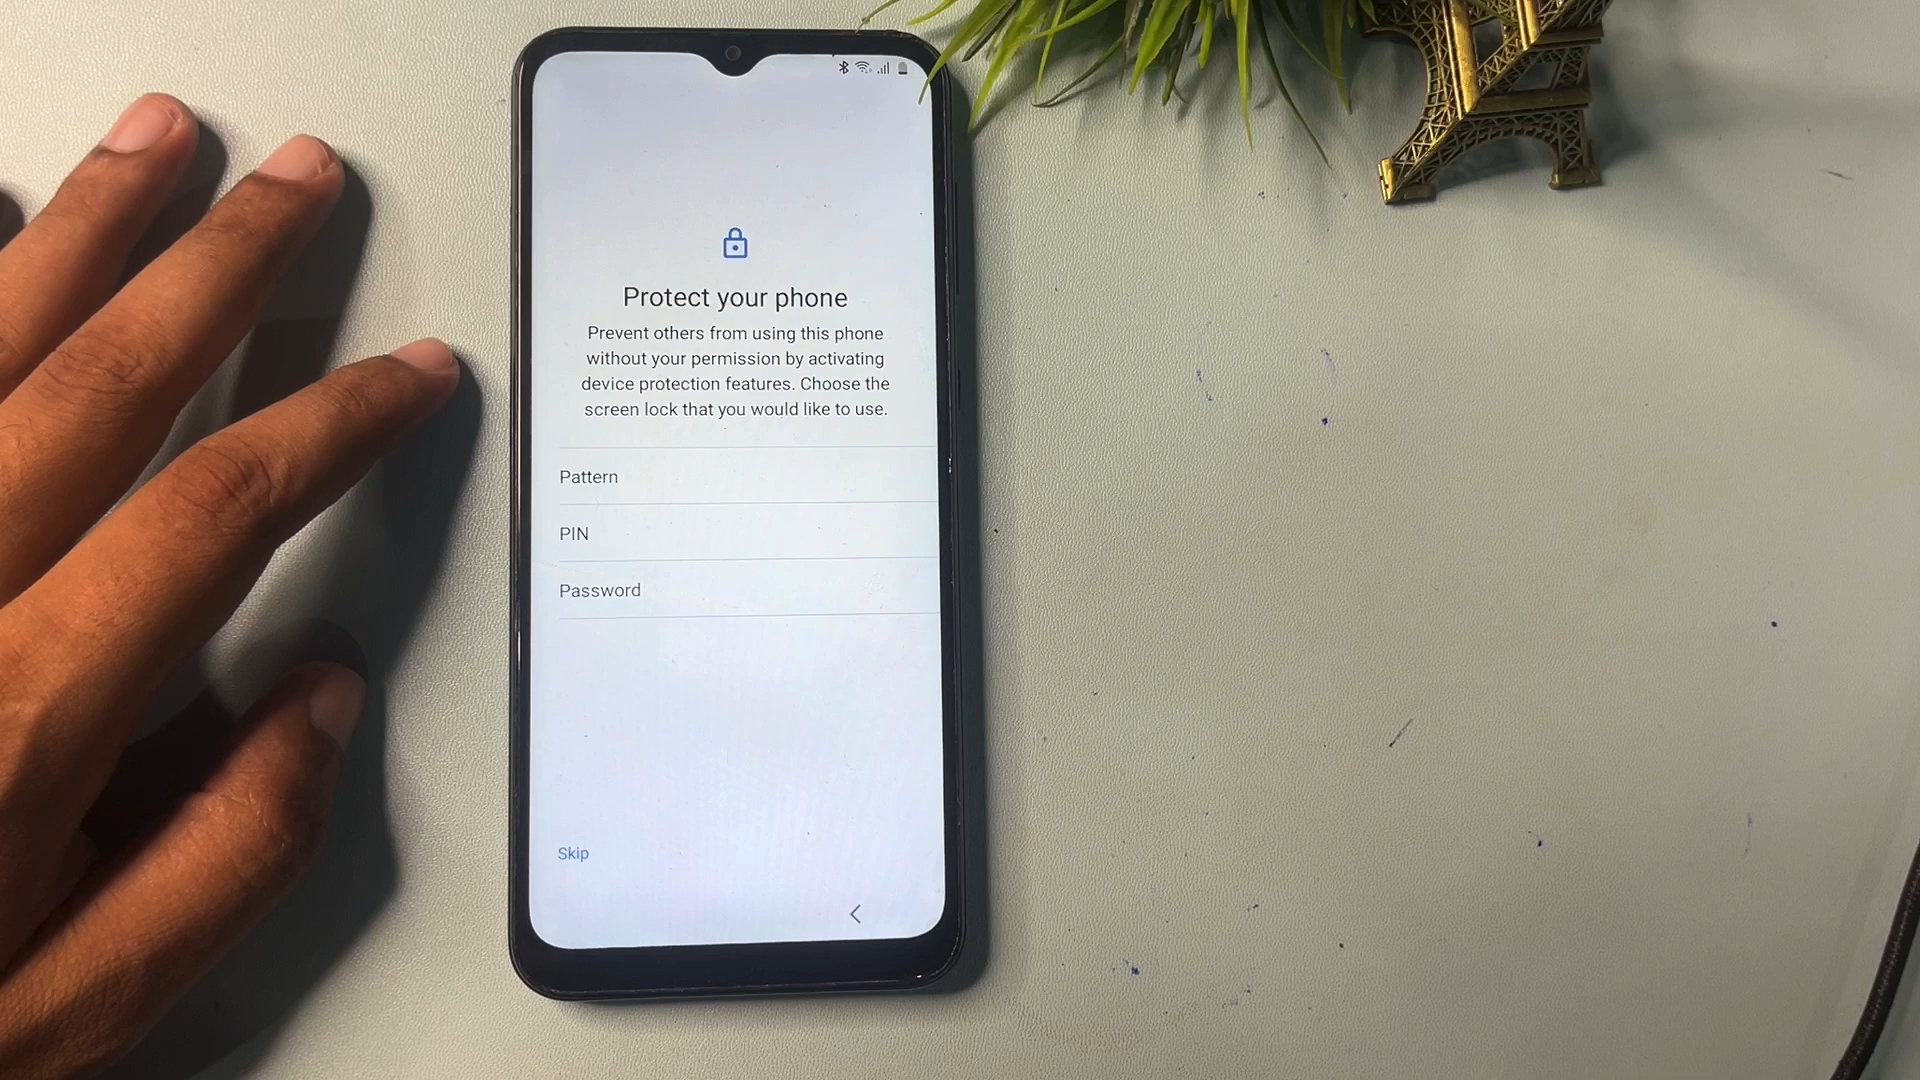 Protect your phone
Prevent others from using this phone
without your permission by activating
device protection features. Choose the
screen lock that you would like to use.
Pattern
PIN
Password
Skip